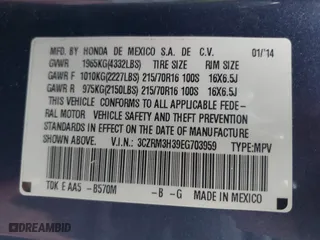 MFD. BY HONDA DE MEXICO S.A. DE C.V. 01/'14
GVWR 1965KG(4332LBS) TIRE SIZE RIM SIZE
GAWR F 1010KG(2227LBS) 215/70R16 100S 16X6.5J
GAWR R 975KG(2150LBS) 215/70R16 100S 16X6.5J
THIS VEHICLE CONFORMS TO ALL APPLICABLE FEDE-
RAL MOTOR VEHICLE SAFETY AND THEFT PREVENTION
STANDARDS IN EFFECT ON THE DATE OF MANUFACTURE
SHOWN ABOVE. V.I.N.: 3CZRM3H39EG703959 TYPE:MPV
TDK E AA5 -B570M -B -G MADE IN MEXICO
DREAMBID